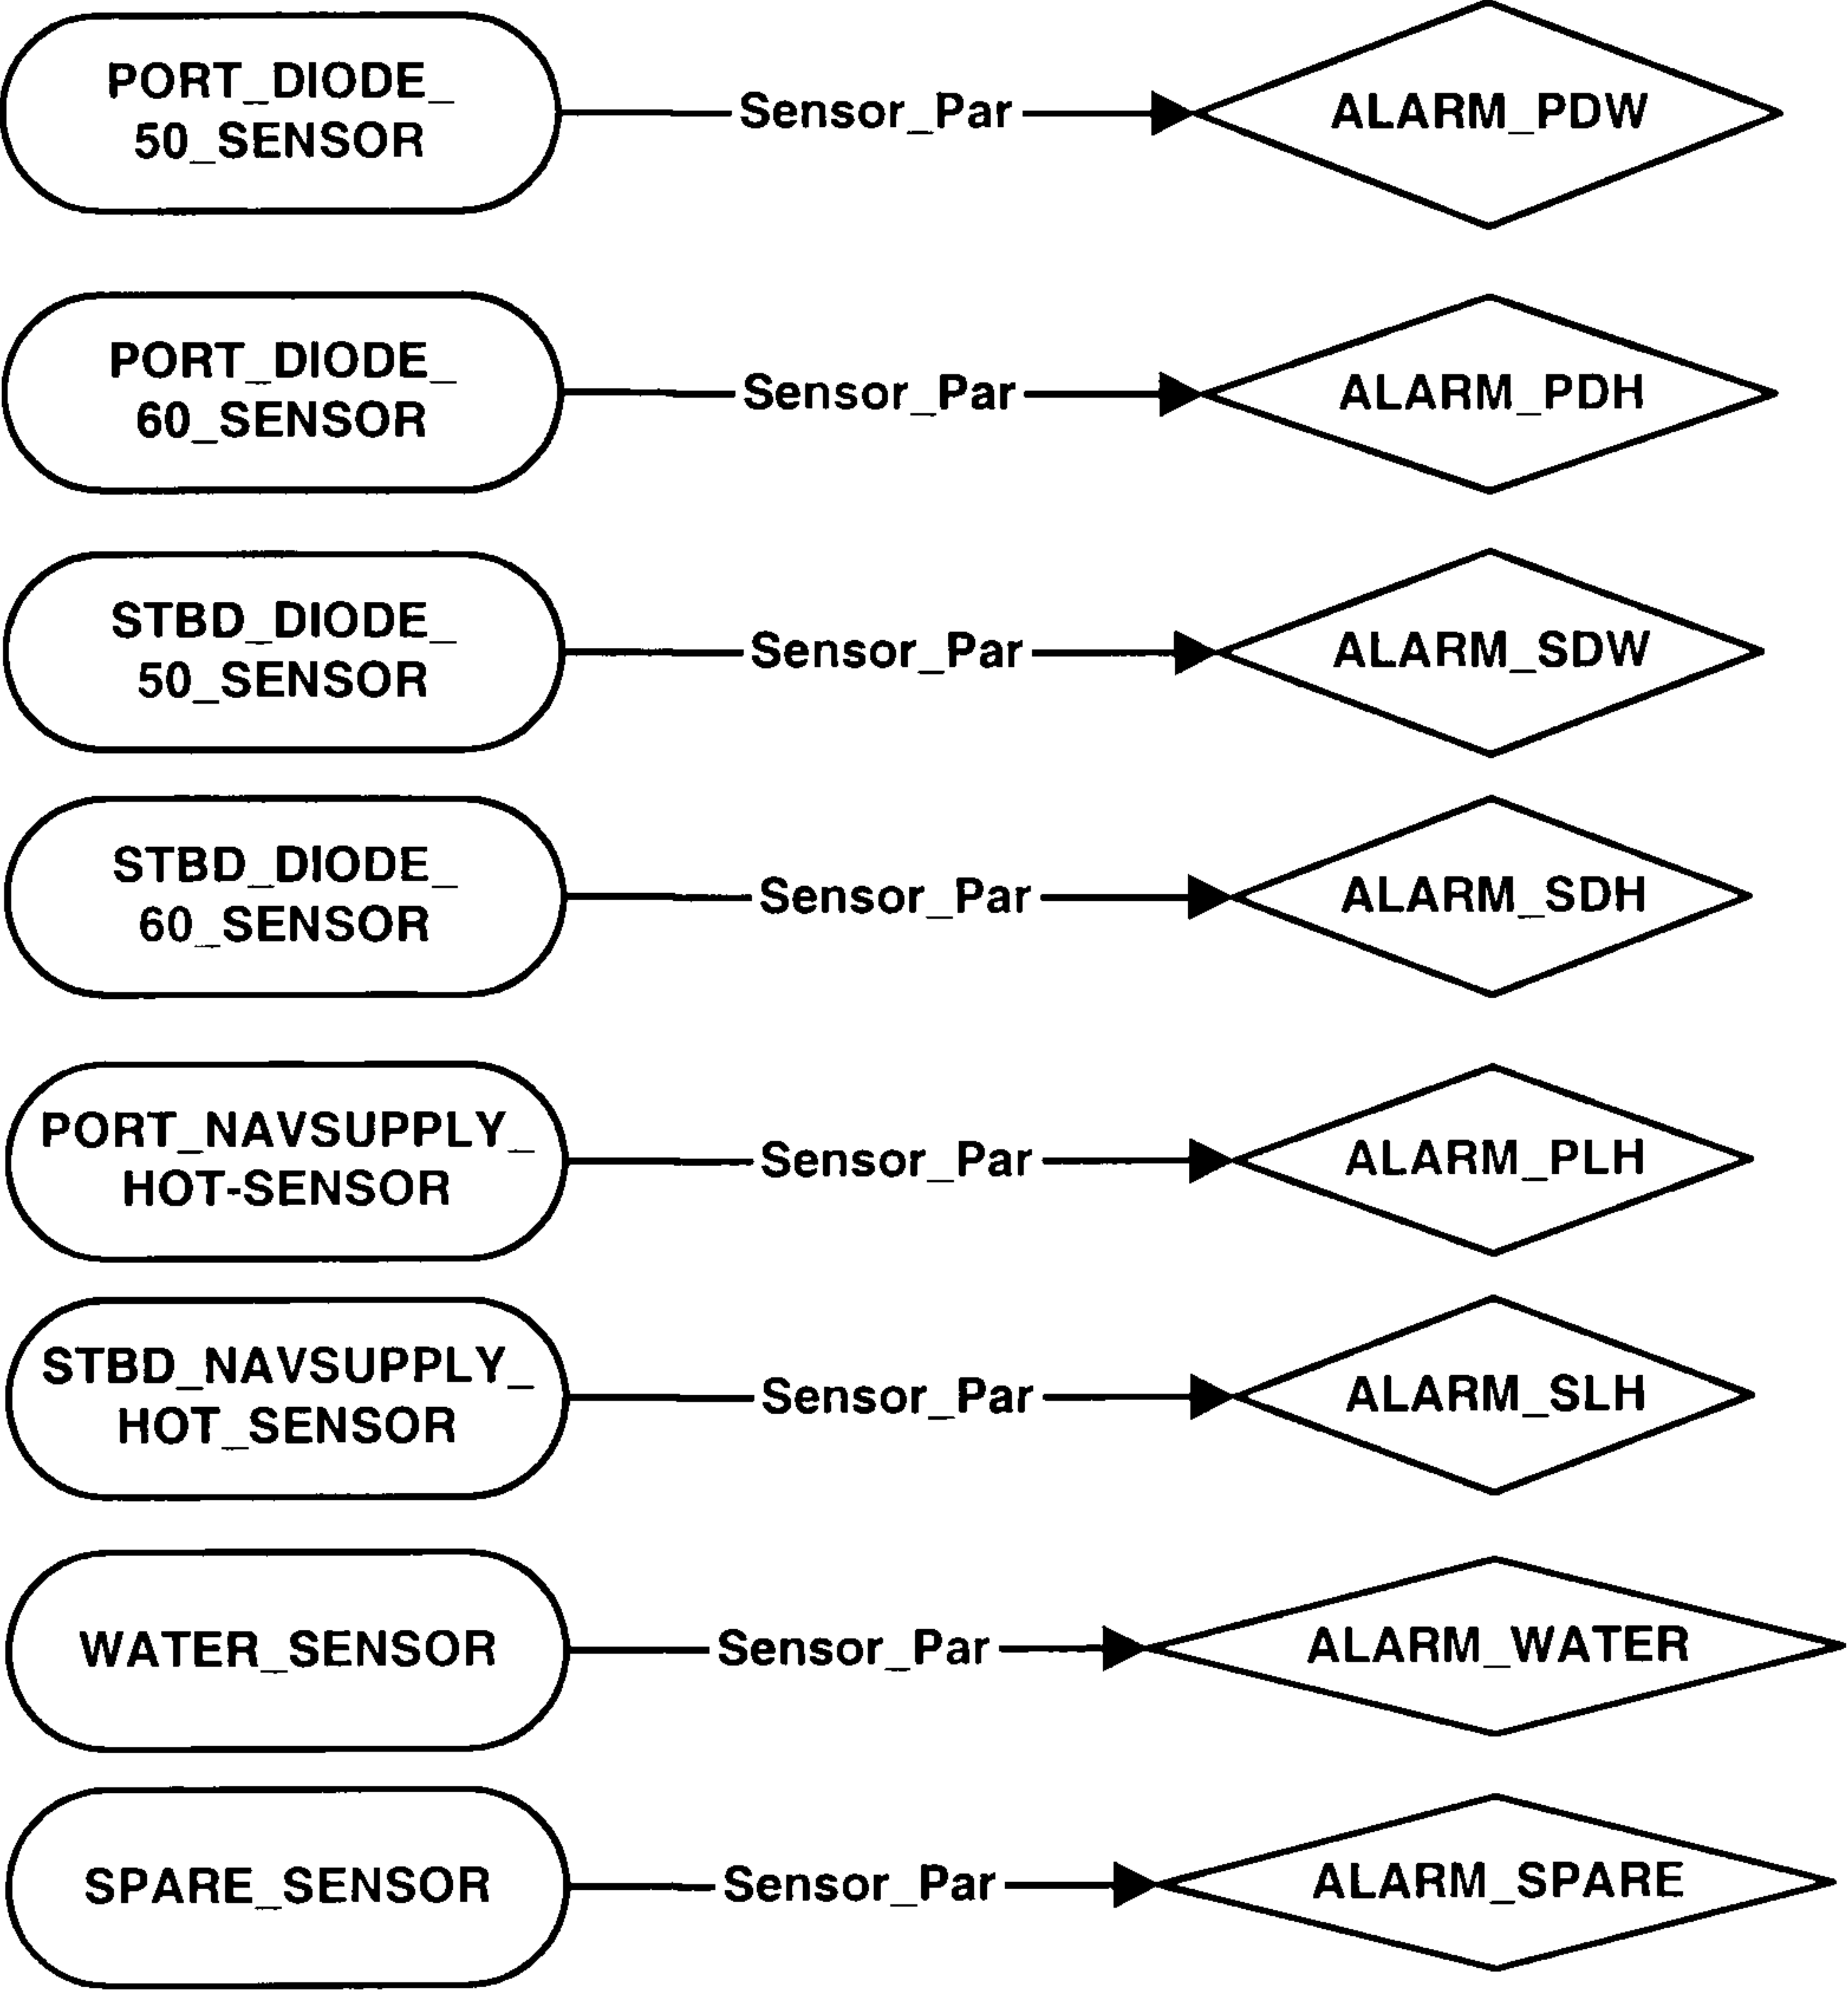 PORT_DIODE_
50_SENSOR
Sensor_Par
ALARM_PDW
PORT_DIODE_
60_SENSOR
Sensor_Par
ALARM_PDH
STBD_DIODE_
50_SENSOR
Sensor_Par
ALARM_SDW
STBD_DIODE_
60_SENSOR
Sensor_Par
ALARM_SDH
PORT_NAVSUPPLY_
HOT-SENSOR
Sensor_Par
ALARM_PLH
STBD_NAVSUPPLY_
HOT_SENSOR
Sensor_Par
ALARM_SLH
WATER_SENSOR
Sensor_Par
ALARM_WATER
SPARE_SENSOR
Sensor_Par
ALARM_SPARE